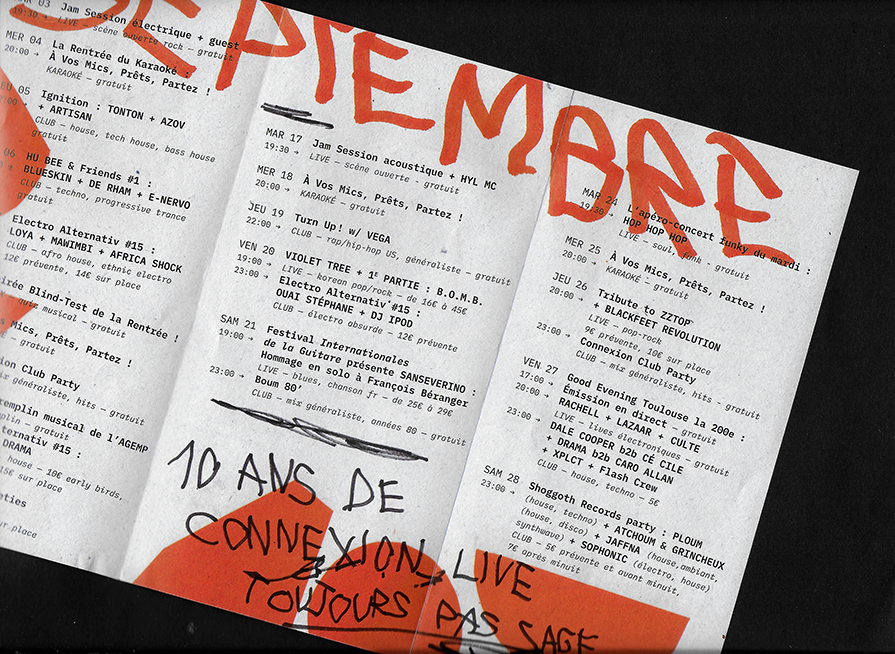 SEPTEMBRE
MAR 03 Jam Session électrique + guest
19:30 → LIVE – scène ouverte rock – gratuit
MER 04 La Rentrée du Karaoké :
20:00 → À Vos Mics, Prêts, Partez !
KARAOKÉ – gratuit
05 Ignition : TONTON + AZOV
+ ARTISAN
CLUB – house, tech house, bass house
gratuit
06 HU BEE & Friends #1 :
BLUESKIN + DE RHAM + E-NERVO
CLUB – techno, progressive trance
gratuit
Electro Alternativ #15 :
LOYA + MAWIMBI + AFRICA SHOCK
CLUB – afro house, ethnic electro
12€ prévente, 14€ sur place
Blind-Test de la Rentrée !
quiz musical – gratuit
Mics, Prêts, Partez !
– gratuit
Club Party
généraliste, hits – gratuit
musical de l'AGEMP
– gratuit
#15 :
DRAMA
house – 10€ early birds,
15€ sur place
sur place
MAR 17 Jam Session acoustique + HYL MC
19:30 → LIVE – scène ouverte - gratuit
MER 18 À Vos Mics, Prêts, Partez !
20:00 → KARAOKÉ – gratuit
JEU 19 Turn Up! w/ VEGA
22:00 → CLUB – rap/hip-hop US, généraliste – gratuit
VEN 20 VIOLET TREE + 1ᴱ PARTIE : B.O.M.B.
19:00 → LIVE – korean pop/rock – de 16€ à 45€
23:00 → Electro Alternativ #15 :
QUAI STÉPHANE + DJ IPOD
CLUB – électro absurde – 12€ prévente
SAM 21 Festival Internationales
19:00 → de la Guitare présente SANSEVERINO :
Hommage en solo à François Béranger
LIVE – blues, chanson fr – de 25€ à 29€
23:00 → Boum 80'
CLUB – mix généraliste, années 80 – gratuit
MAR 24 L'apéro-concert funky du mardi :
19:30 → HOP HOP HOP
LIVE – soul, funk – gratuit
MER 25 À Vos Mics, Prêts, Partez !
20:00 → KARAOKÉ – gratuit
JEU 26 Tribute to ZZTOP
20:00 → + BLACKFEET REVOLUTION
LIVE – pop-rock
9€ prévente, 10€ sur place
23:00 → Connexion Club Party
CLUB – mix généraliste, hits - gratuit
VEN 27 Good Evening Toulouse la 200e :
17:00 → Émission en direct – gratuit
20:00 → RACHELL + LAZAAR + CULTE
LIVE – lives électroniques – gratuit
23:00 → DALE COOPER b2b CÉ CILE
+ DRAMA b2b CARO ALLAN
+ XPLCT + Flash Crew
CLUB – house, techno – 5€
SAM 28 Shoggoth Records party : PLOUM
23:00 → (house, techno) + ATCHOUM & GRINCHEUX
(house, disco) + JAFFNA (house,ambiant,
synthwave) + SOPHONIC (électro, house)
CLUB – 5€ prévente et avant minuit,
7€ après minuit
10 ANS DE
CONNEXION LIVE
TOUJOURS PAS SAGE